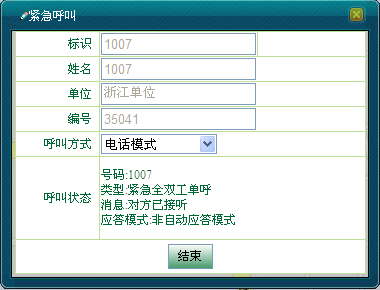 紧急呼叫
标识 1007
姓名 1007
单位 浙江单位
编号 35041
呼叫方式 电话模式
呼叫状态
号码:1007
类型:紧急全双工单呼
消息:对方已接听
应答模式:非自动应答模式
结束